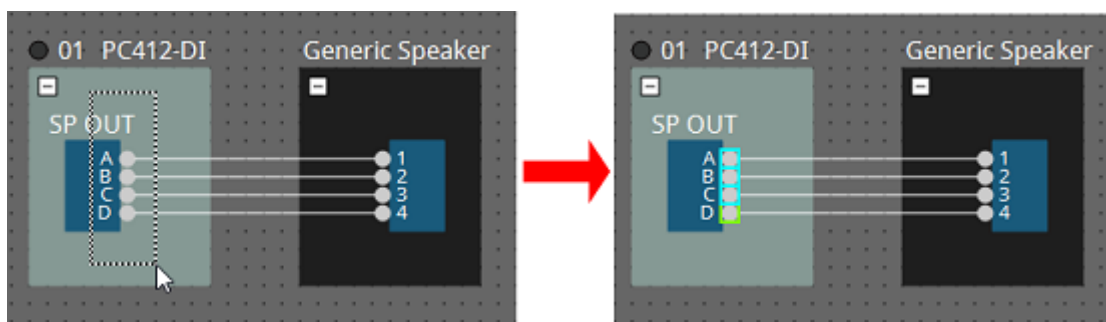 01 PC412-DI Generic Speaker
SP OUT
A 1
B 2
C 3
D 4
01 PC412-DI Generic Speaker
SP OUT
A 1
B 2
C 3
D 4